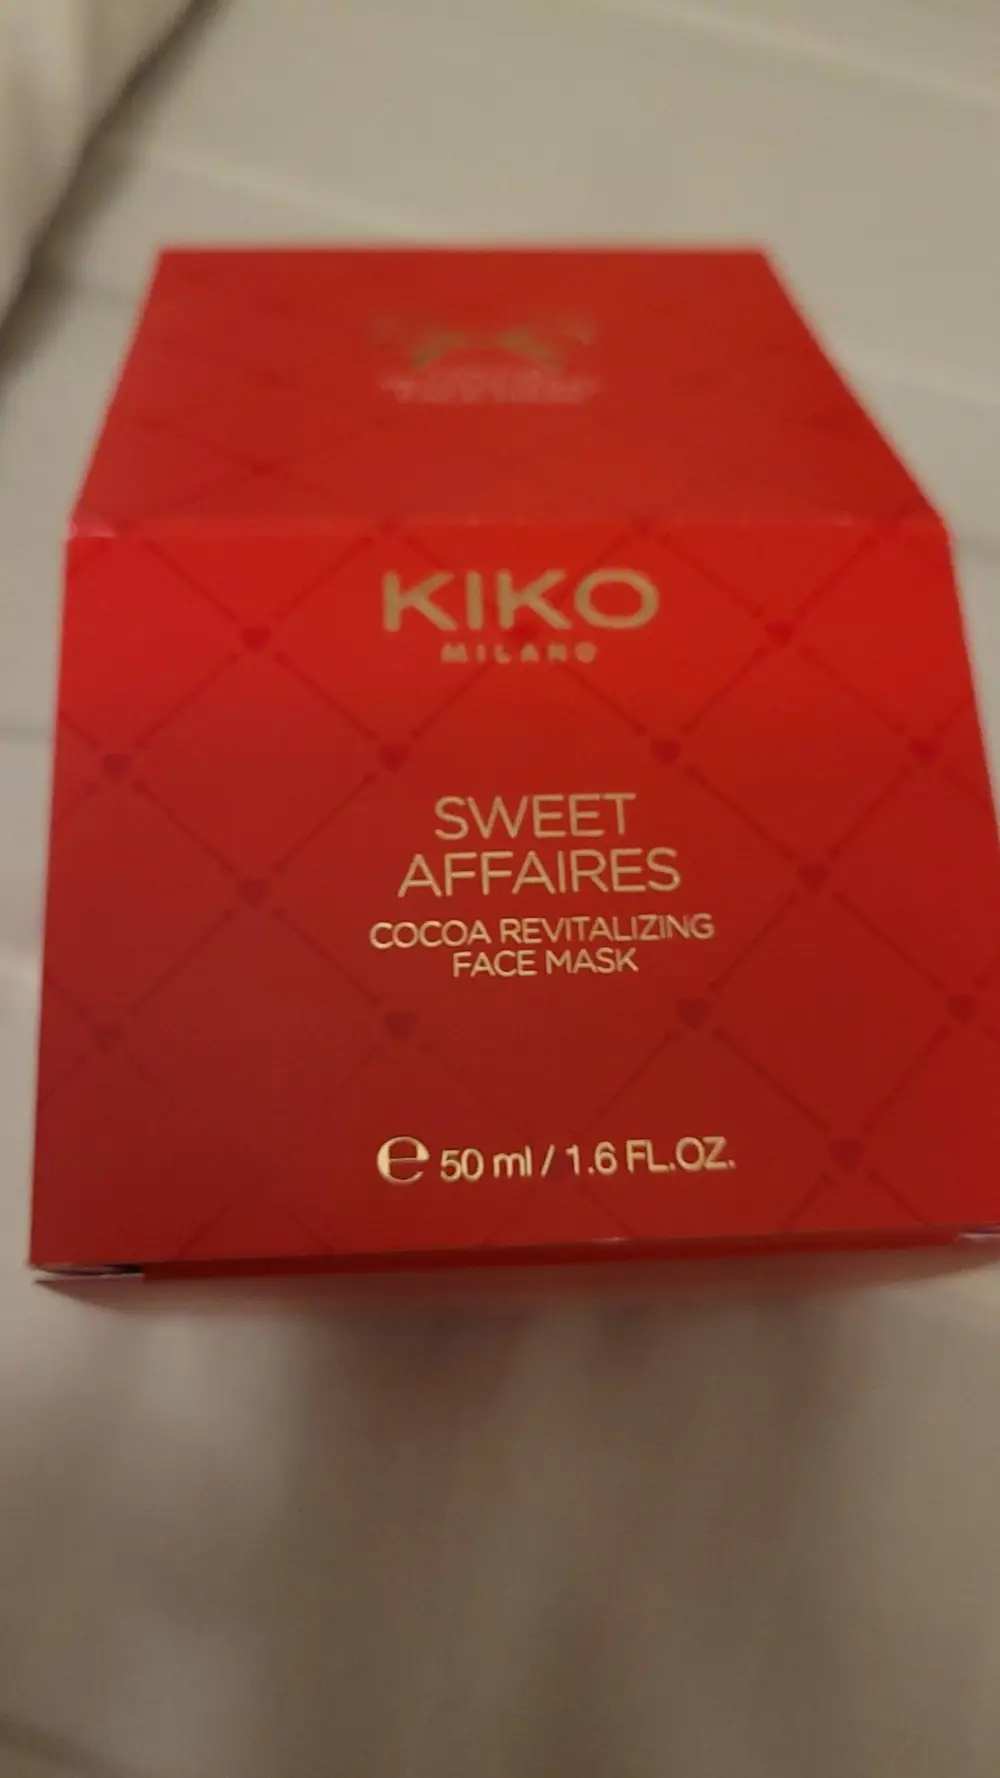 KIKO
MILANO
SWEET
AFFAIRES
COCOA REVITALIZING
FACE MASK
℮ 50 ml / 1.6 FL.OZ.